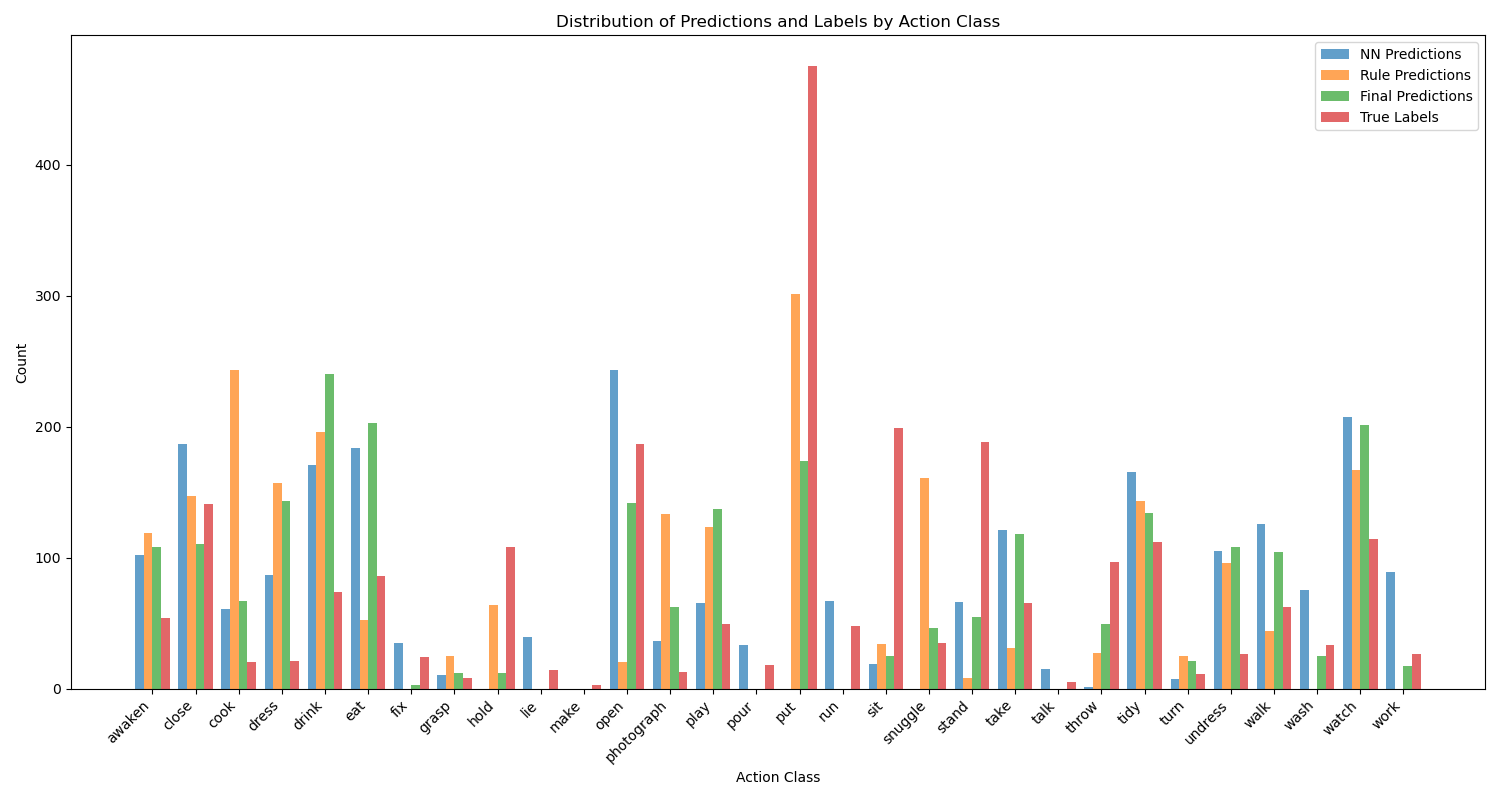 Distribution of Predictions and Labels by Action Class
NN Predictions
Rule Predictions
Final Predictions
True Labels
Count
400
300
200
100
0
awaken
close
cook
dress
drink
eat
fix
grasp
hold
lie
make
open
photograph
play
pour
put
run
sit
snuggle
stand
take
talk
throw
tidy
turn
undress
walk
wash
watch
work
Action Class